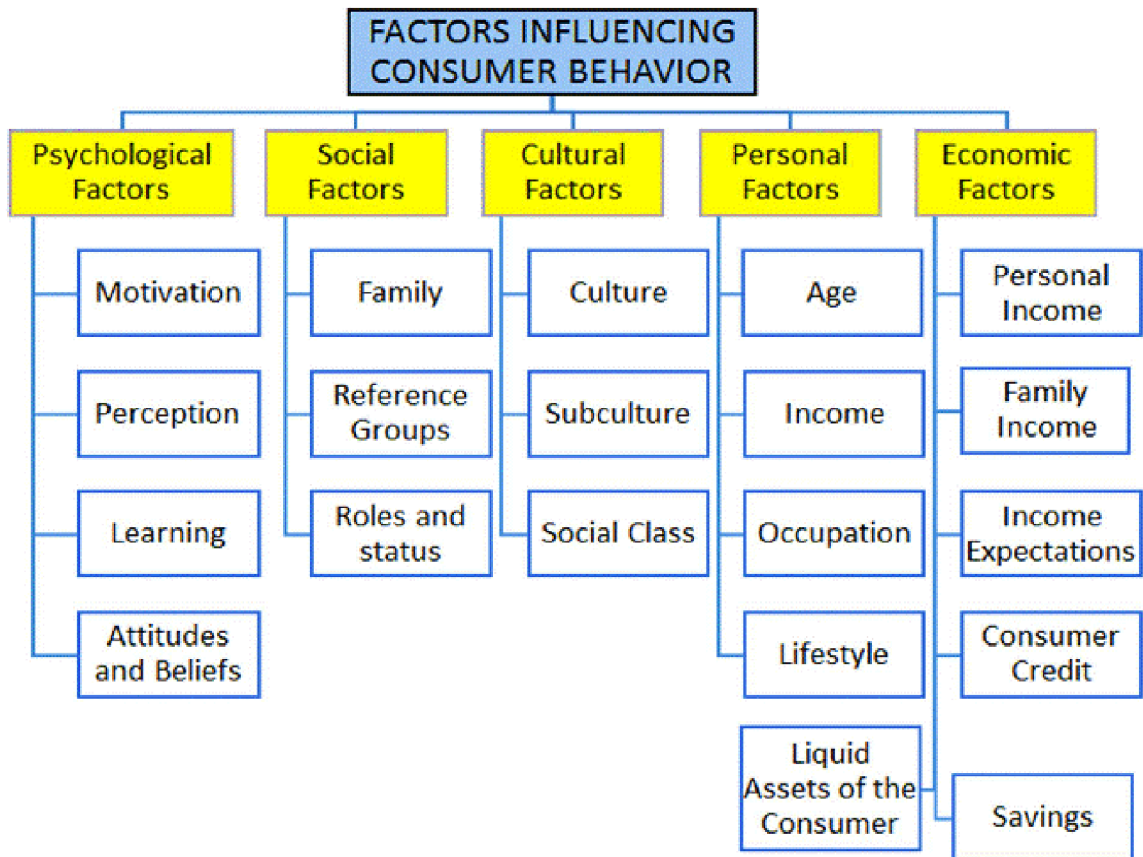 FACTORS INFLUENCING
CONSUMER BEHAVIOR
Psychological
Factors
Social
Factors
Cultural
Factors
Personal
Factors
Economic
Factors
Motivation
Perception
Learning
Attitudes
and Beliefs
Family
Reference
Groups
Roles and
status
Culture
Subculture
Social Class
Age
Income
Occupation
Lifestyle
Personal
Income
Family
Income
Income
Expectations
Consumer
Credit
Liquid
Assets of the
Consumer
Savings